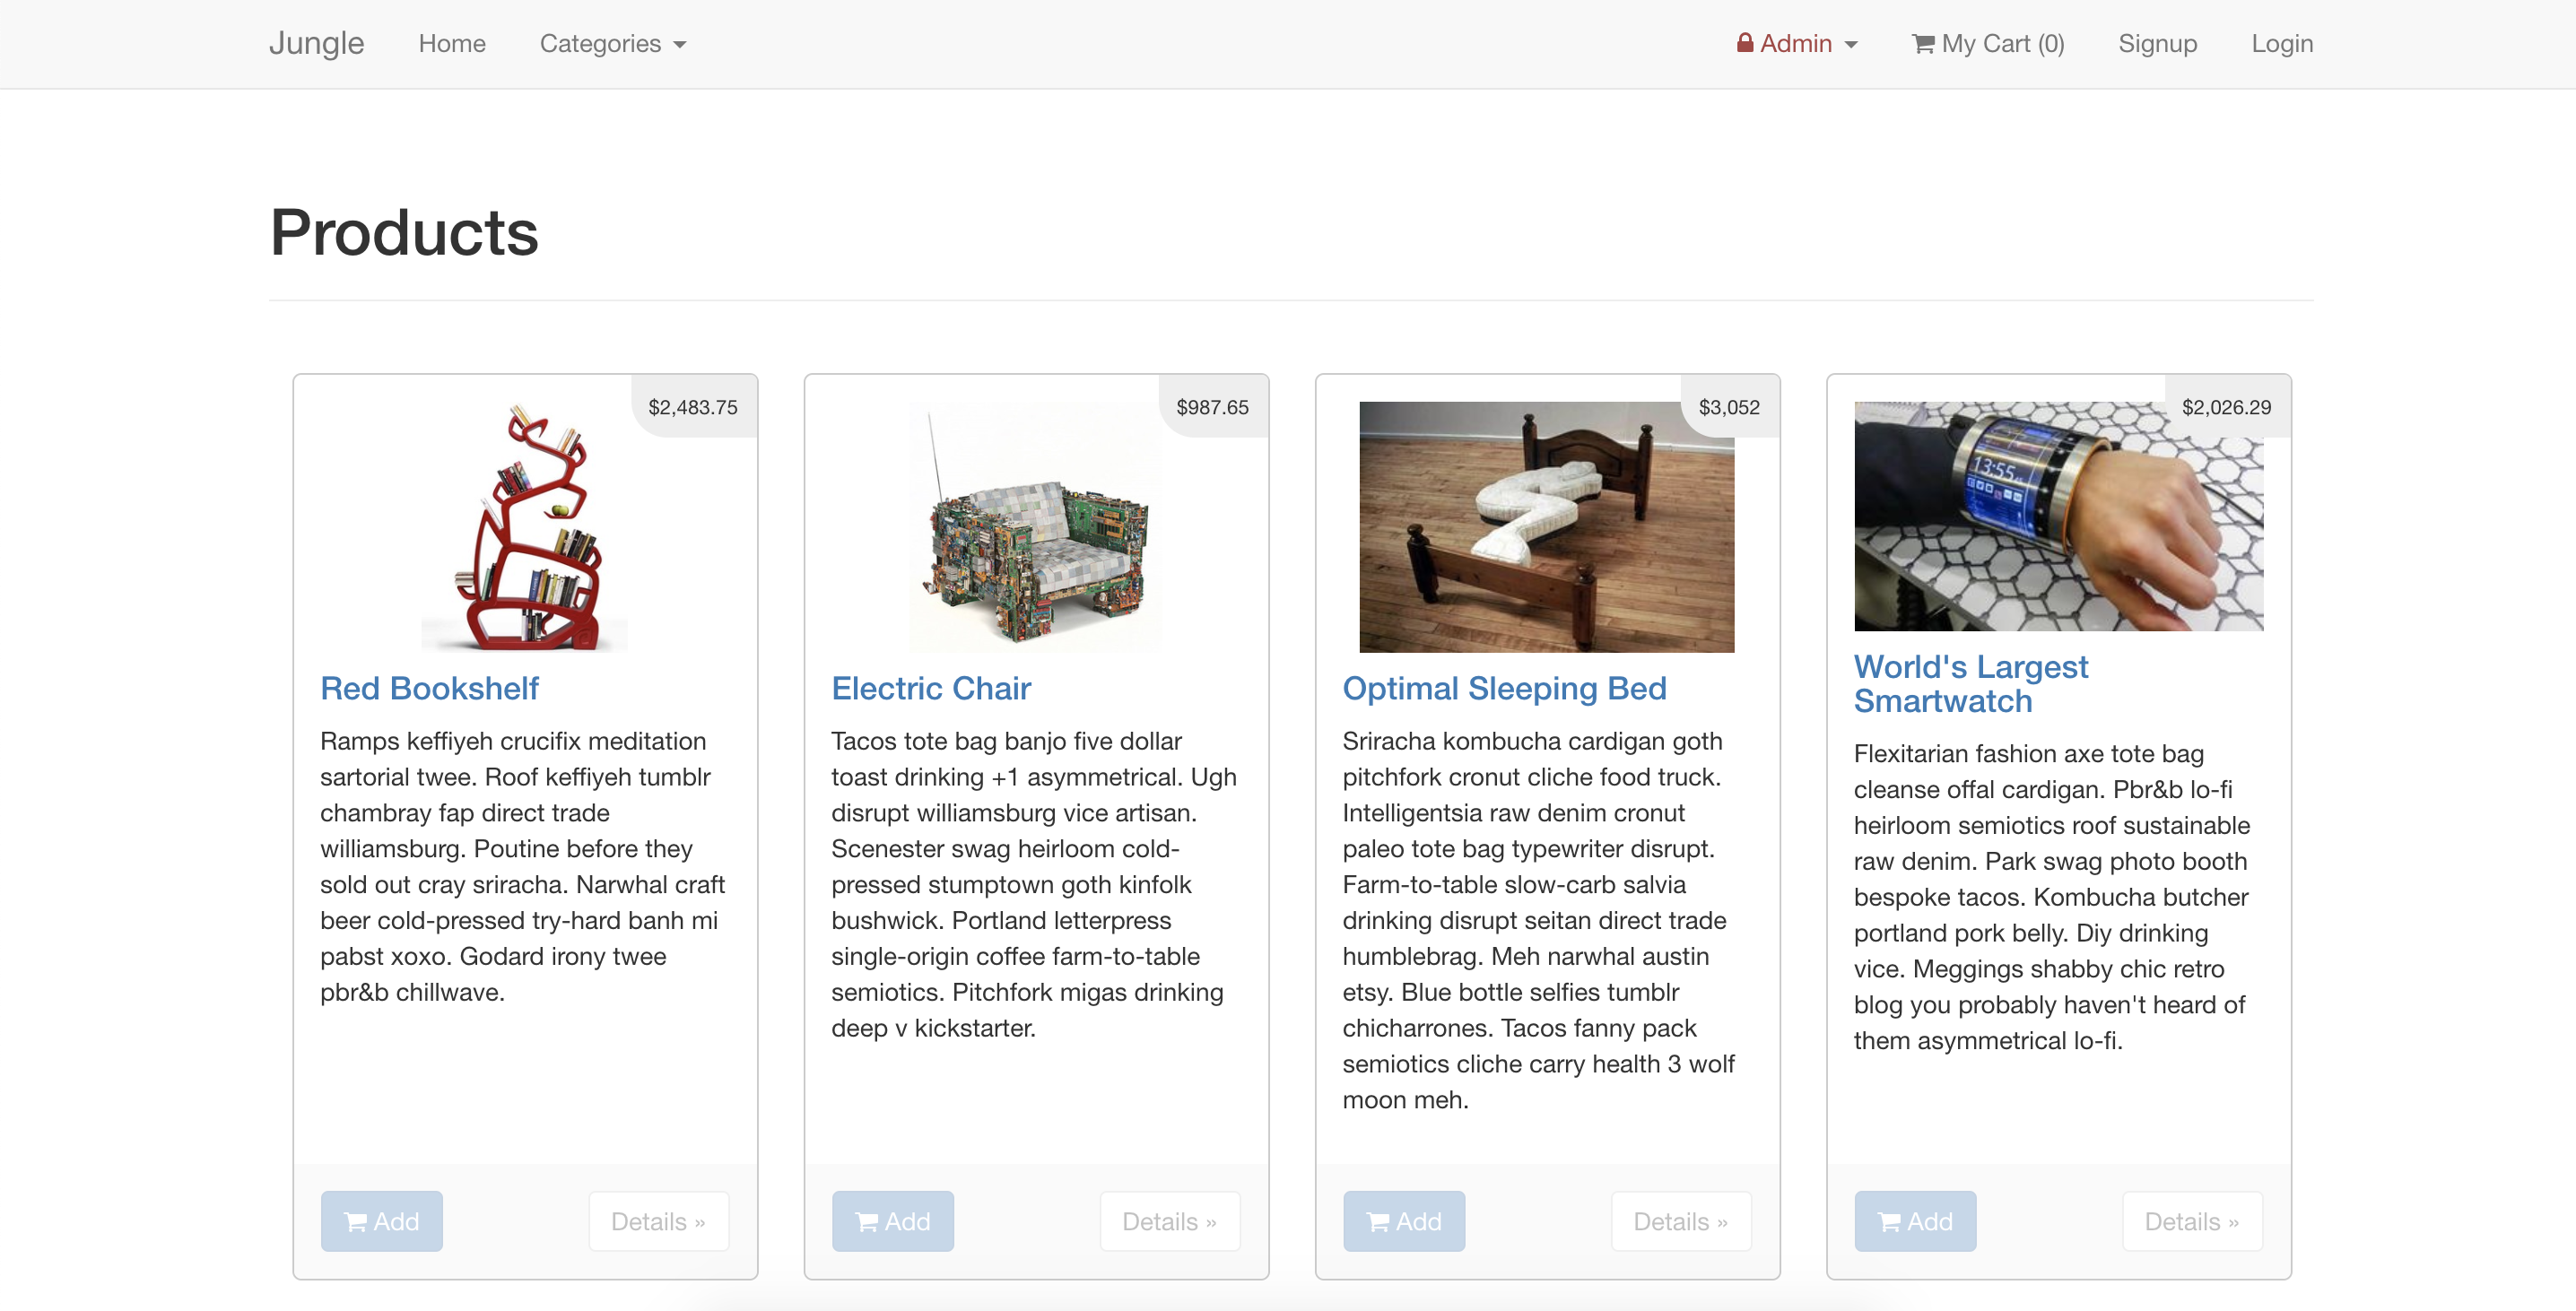 Jungle Home Categories Admin My Cart (0) Signup Login
Products
$2,483.75
Red Bookshelf
Ramps keffiyeh crucifix meditation
sartorial twee. Roof keffiyeh tumblr
chambray fap direct trade
williamsburg. Poutine before they
sold out cray sriracha. Narwhal craft
beer cold-pressed try-hard banh mi
pabst xoxo. Godard irony twee
pbr&b chillwave.
Add Details »
$987.65
Electric Chair
Tacos tote bag banjo five dollar
toast drinking +1 asymmetrical. Ugh
disrupt williamsburg vice artisan.
Scenester swag heirloom cold-
pressed stumptown goth kinfolk
bushwick. Portland letterpress
single-origin coffee farm-to-table
semiotics. Pitchfork migas drinking
deep v kickstarter.
Add Details »
$3,052
Optimal Sleeping Bed
Sriracha kombucha cardigan goth
pitchfork cronut cliche food truck.
Intelligentsia raw denim cronut
paleo tote bag typewriter disrupt.
Farm-to-table slow-carb salvia
drinking disrupt seitan direct trade
humblebrag. Meh narwhal austin
etsy. Blue bottle selfies tumblr
chicharrones. Tacos fanny pack
semiotics cliche carry health 3 wolf
moon meh.
Add Details »
$2,026.29
13:55
World's Largest
Smartwatch
Flexitarian fashion axe tote bag
cleanse offal cardigan. Pbr&b lo-fi
heirloom semiotics roof sustainable
raw denim. Park swag photo booth
bespoke tacos. Kombucha butcher
portland pork belly. Diy drinking
vice. Meggings shabby chic retro
blog you probably haven't heard of
them asymmetrical lo-fi.
Add Details »